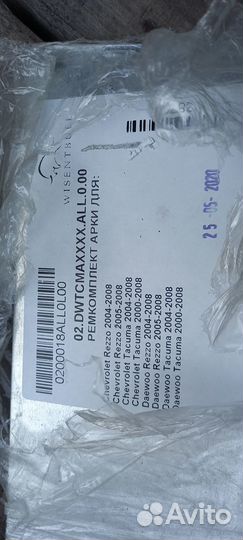 WISENTBULL
02.DWTCMAXXXX.ALL.0.00
РЕМКОМПЛЕКТ АРКИ ДЛЯ:
0200018ALL0L00
Chevrolet Rezzo 2004-2008
Chevrolet Rezzo 2005-2008
Chevrolet Tacuma 2004-2008
Chevrolet Tacuma 2000-2008
Daewoo Rezzo 2004-2008
Daewoo Rezzo 2005-2008
Daewoo Tacuma 2004-2008
Daewoo Tacuma 2000-2008
25-05-2020
Avito